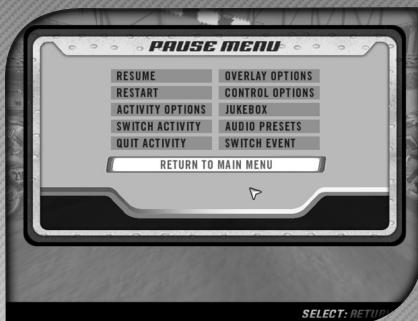 PAUSE MENU
RESUME
RESTART
ACTIVITY OPTIONS
SWITCH ACTIVITY
QUIT ACTIVITY
OVERLAY OPTIONS
CONTROL OPTIONS
JUKEBOX
AUDIO PRESETS
SWITCH EVENT
RETURN TO MAIN MENU
SELECT: RETU